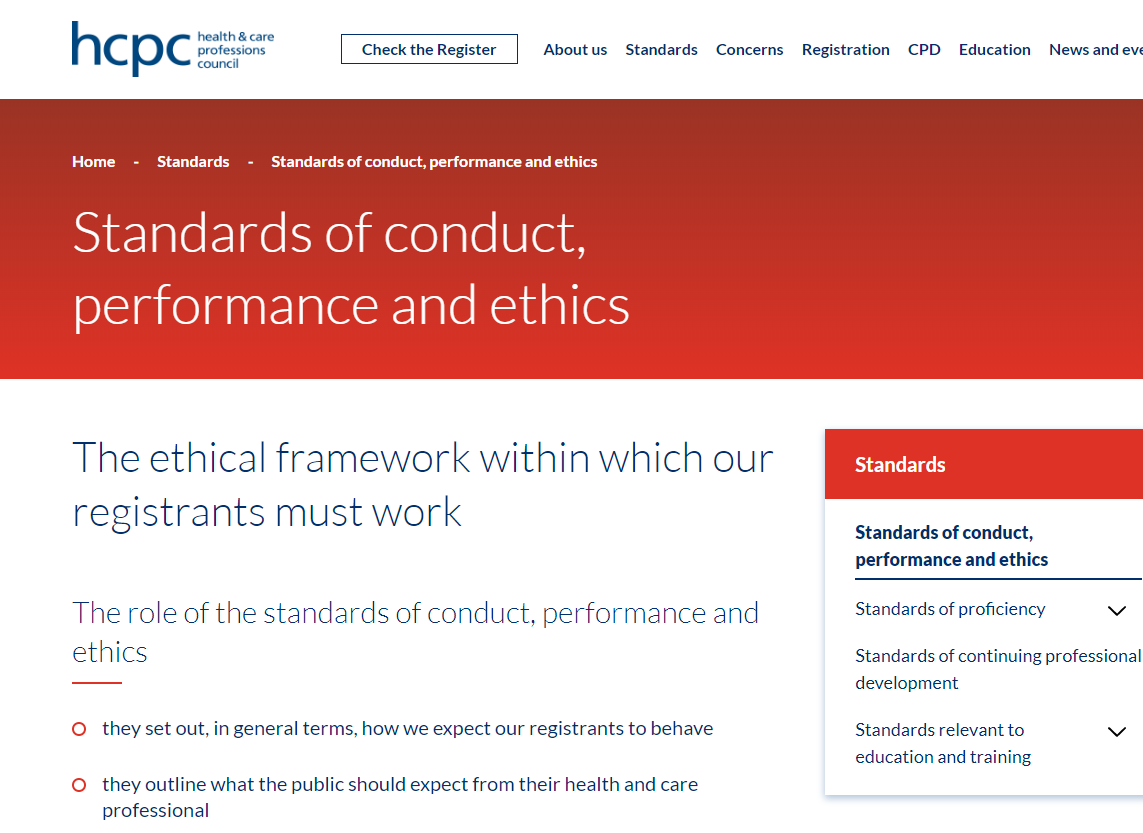 hcpc health & care professions council
Check the Register
About us
Standards
Concerns
Registration
CPD
Education
News and eve
Home - Standards - Standards of conduct, performance and ethics
Standards of conduct,
performance and ethics
The ethical framework within which our
registrants must work
The role of the standards of conduct, performance and
ethics
they set out, in general terms, how we expect our registrants to behave
they outline what the public should expect from their health and care
professional
Standards
Standards of conduct,
performance and ethics
Standards of proficiency
Standards of continuing professional
development
Standards relevant to
education and training